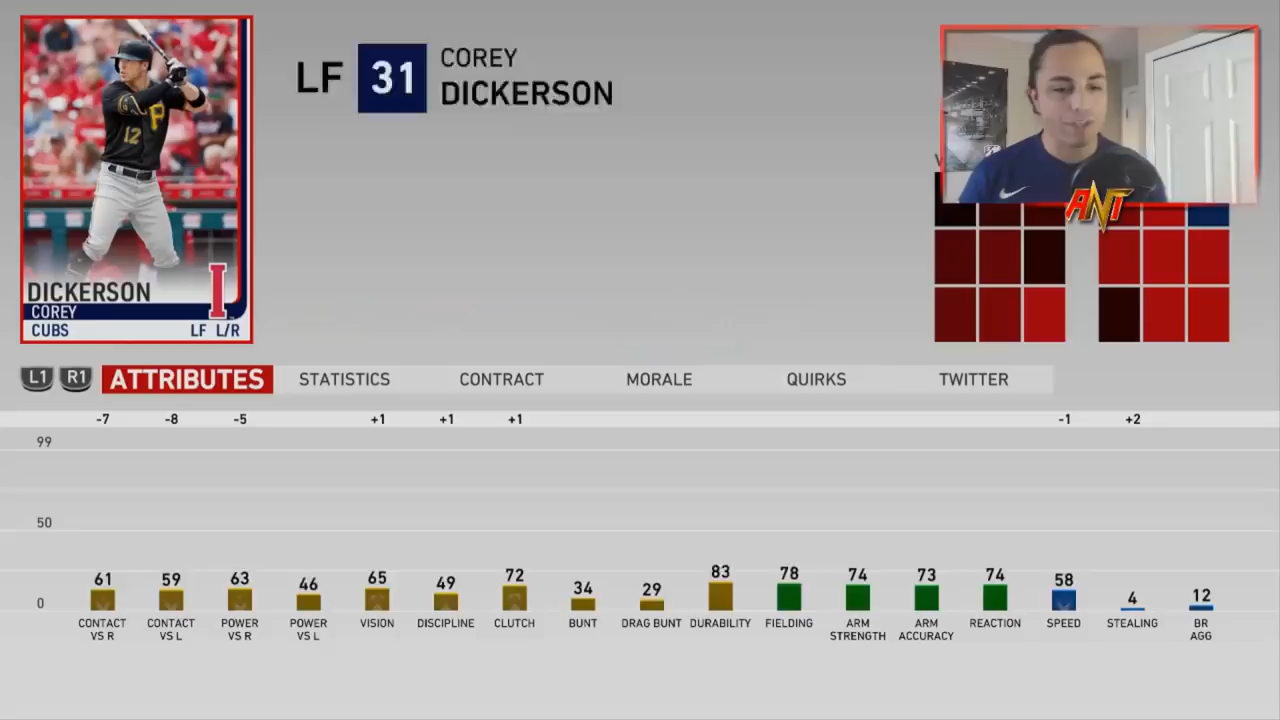 LF 31 COREY
DICKERSON
12
P
DICKERSON
COREY
CUBS LF L/R
I
ANT
L1 R1 ATTRIBUTES STATISTICS CONTRACT MORALE QUIRKS TWITTER
-7 -8 -5 +1 +1 +1 -1 +2
99
50
0
61 59 63 46 65 49 72 34 29 83 78 74 73 74 58 4 12
CONTACT VS R
CONTACT VS L
POWER VS R
POWER VS L
VISION
DISCIPLINE
CLUTCH
BUNT
DRAG BUNT
DURABILITY
FIELDING
ARM STRENGTH
ARM ACCURACY
REACTION
SPEED
STEALING
BR AGG